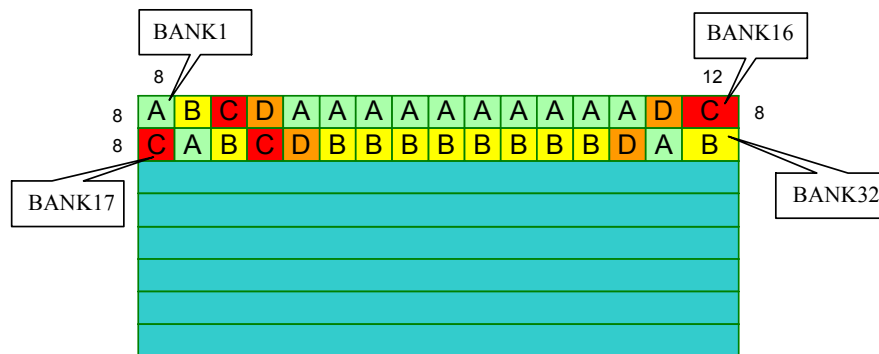 BANK1
BANK16
8
12
8 A B C D A A A A A A A A A A D C 8
8 C A B C D B B B B B B B B D A B
BANK17
BANK32